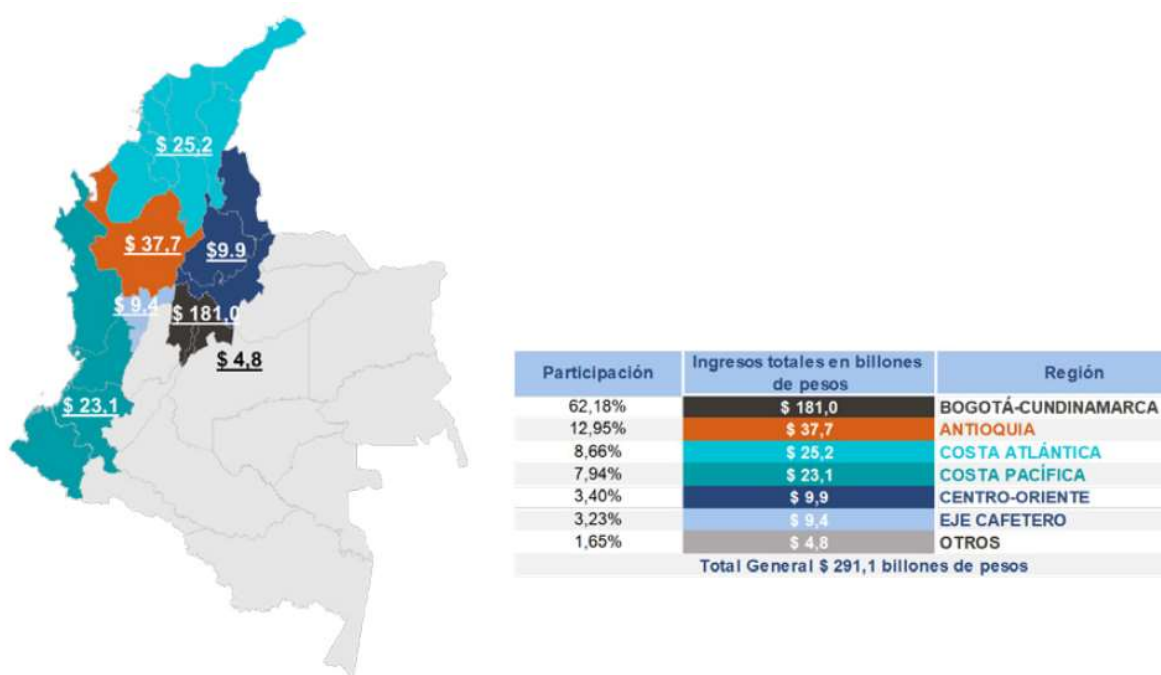 $ 25,2
$ 37,7
$9.9
$ 9,4
$ 181,0
$ 4,8
$ 23,1
Participación Ingresos totales en billones de pesos Región
62,18% $ 181,0 BOGOTÁ-CUNDINAMARCA
12,95% $ 37,7 ANTIOQUIA
8,66% $ 25,2 COSTA ATLÁNTICA
7,94% $ 23,1 COSTA PACÍFICA
3,40% $ 9,9 CENTRO-ORIENTE
3,23% $ 9,4 EJE CAFETERO
1,65% $ 4,8 OTROS
Total General $ 291,1 billones de pesos